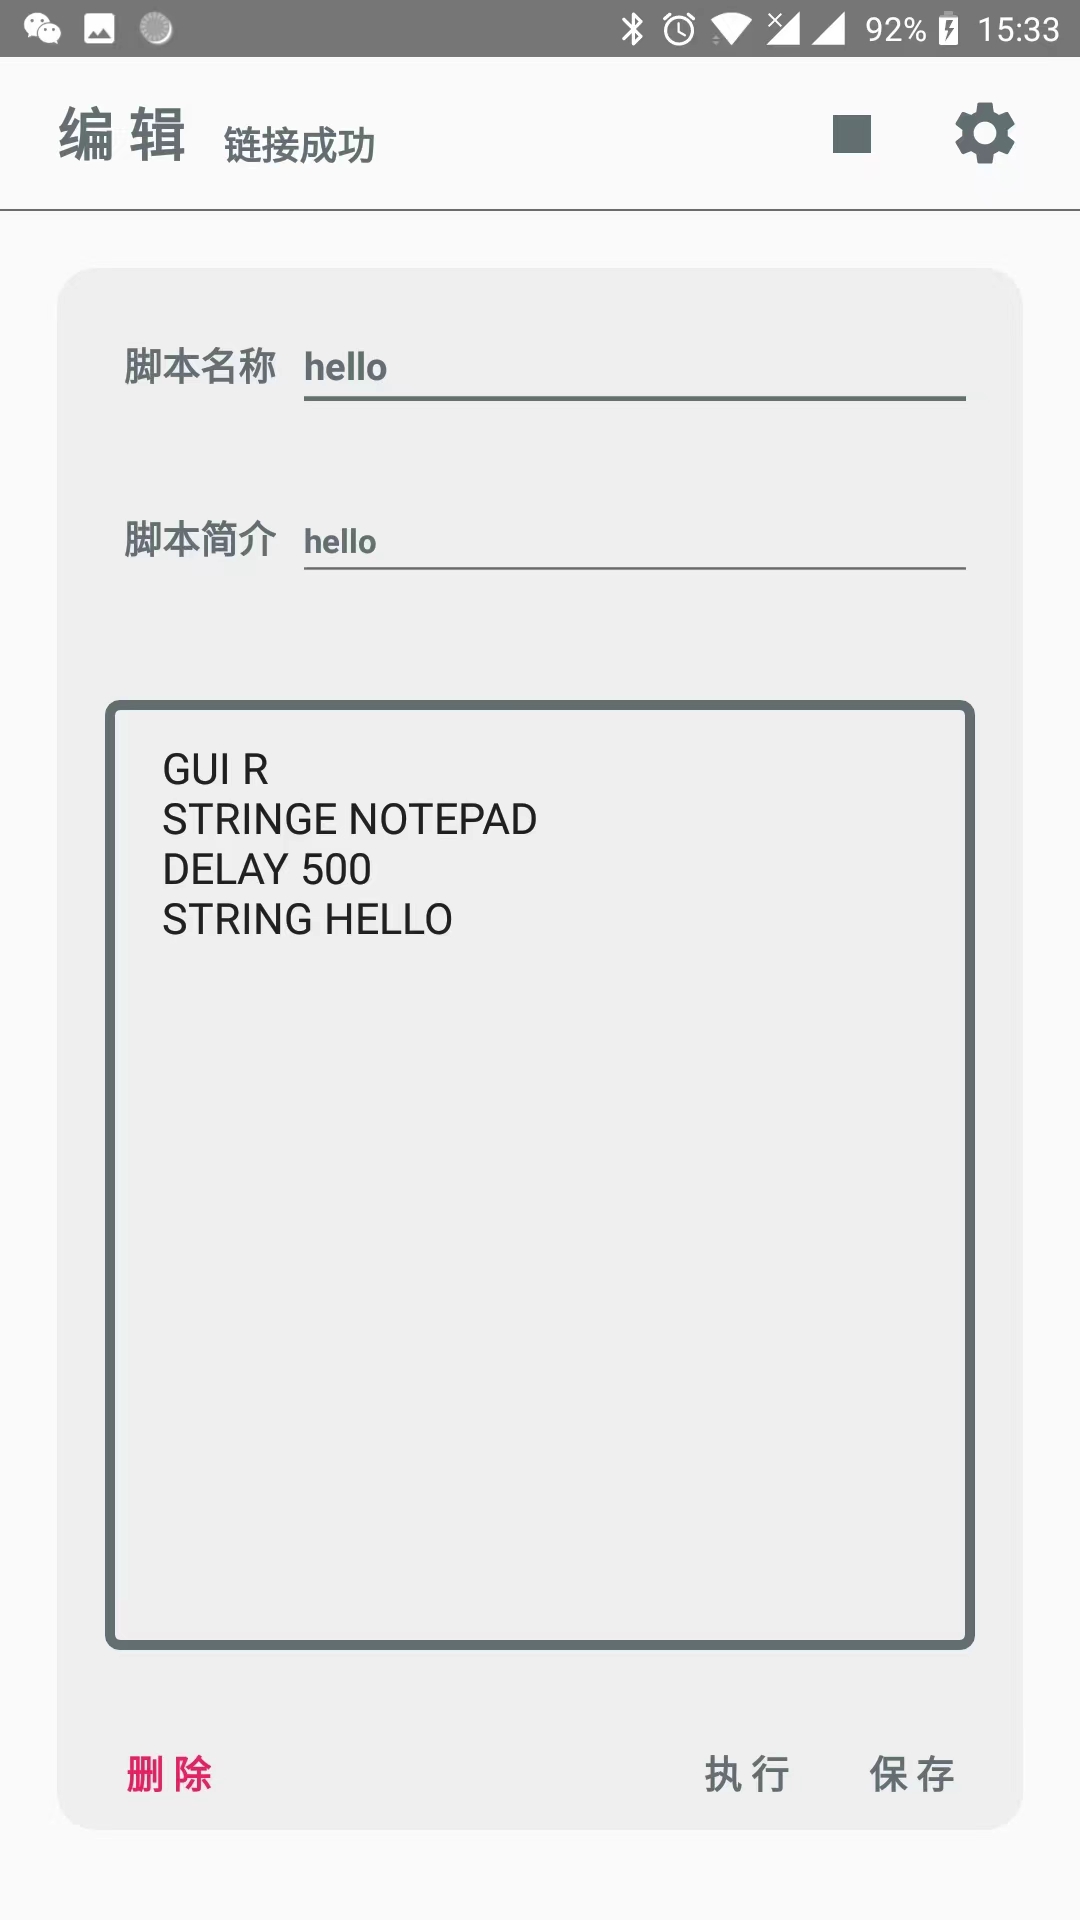 92% 15:33
编 辑 链接成功
脚本名称 hello
脚本简介 hello
GUI R
STRINGE NOTEPAD
DELAY 500
STRING HELLO
删 除 执 行 保 存